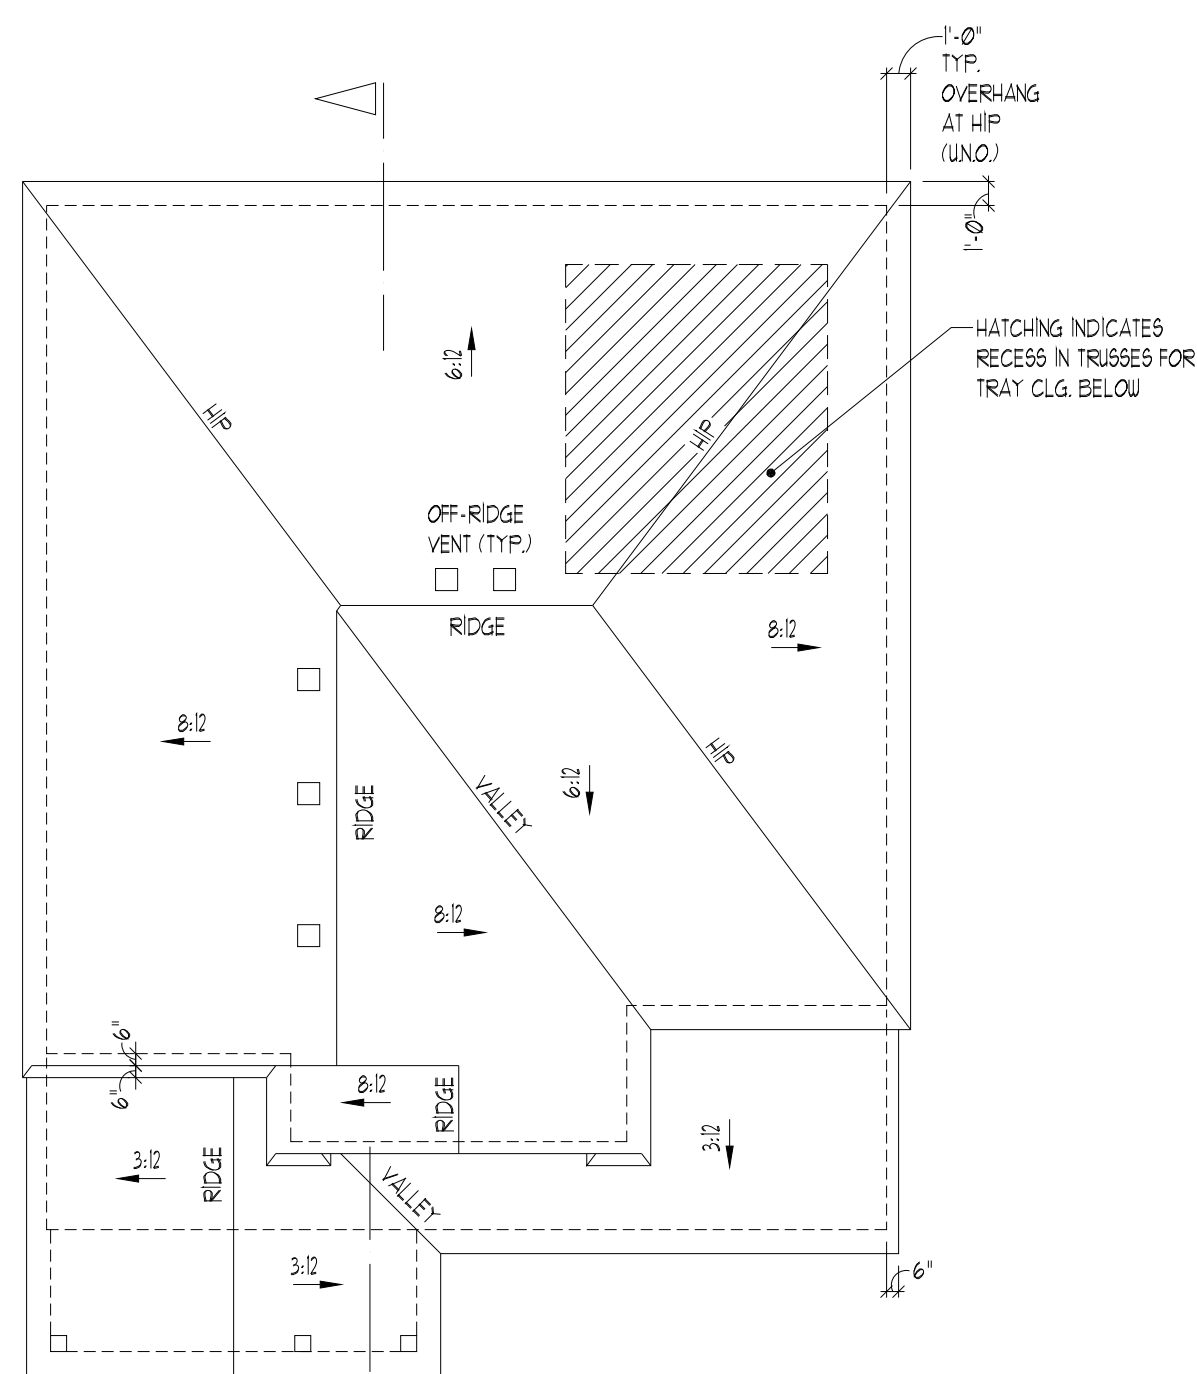 1'-0"
TYP.
OVERHANG
AT HIP
(U.N.O.)
1'-0"
HATCHING INDICATES
RECESS IN TRUSSES FOR
TRAY CLG. BELOW
6:12
HIP
HIP
OFF-RIDGE
VENT (TYP.)
RIDGE
8:12
8:12
HIP
6:12
RIDGE
VALLEY
8:12
6"
6"
8:12
RIDGE
3:12
3:12
RIDGE
VALLEY
3:12
6"